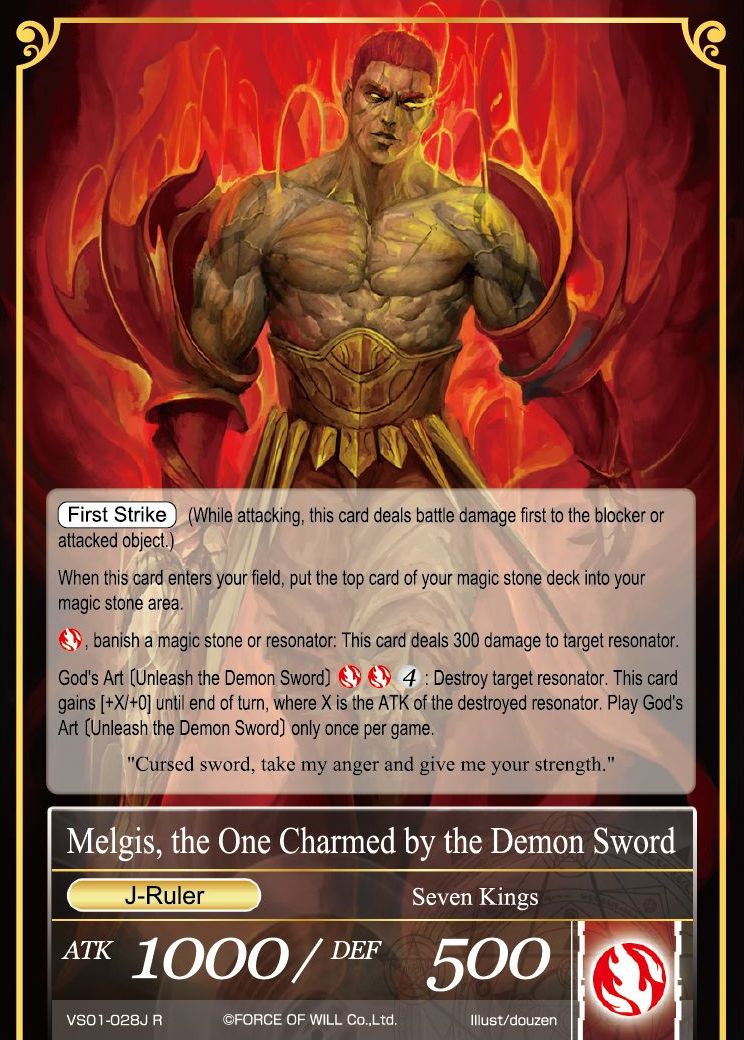 First Strike (While attacking, this card deals battle damage first to the blocker or
attacked object.)
When this card enters your field, put the top card of your magic stone deck into your
magic stone area.
, banish a magic stone or resonator: This card deals 300 damage to target resonator.
God's Art〔Unleash the Demon Sword〕 4 : Destroy target resonator. This card
gains [+X/+0] until end of turn, where X is the ATK of the destroyed resonator. Play God's
Art〔Unleash the Demon Sword〕only once per game.
"Cursed sword, take my anger and give me your strength."
Melgis, the One Charmed by the Demon Sword
J-Ruler Seven Kings
ATK 1000/ DEF 500
VS01-028J R ©FORCE OF WILL Co.,Ltd. Illust/douzen